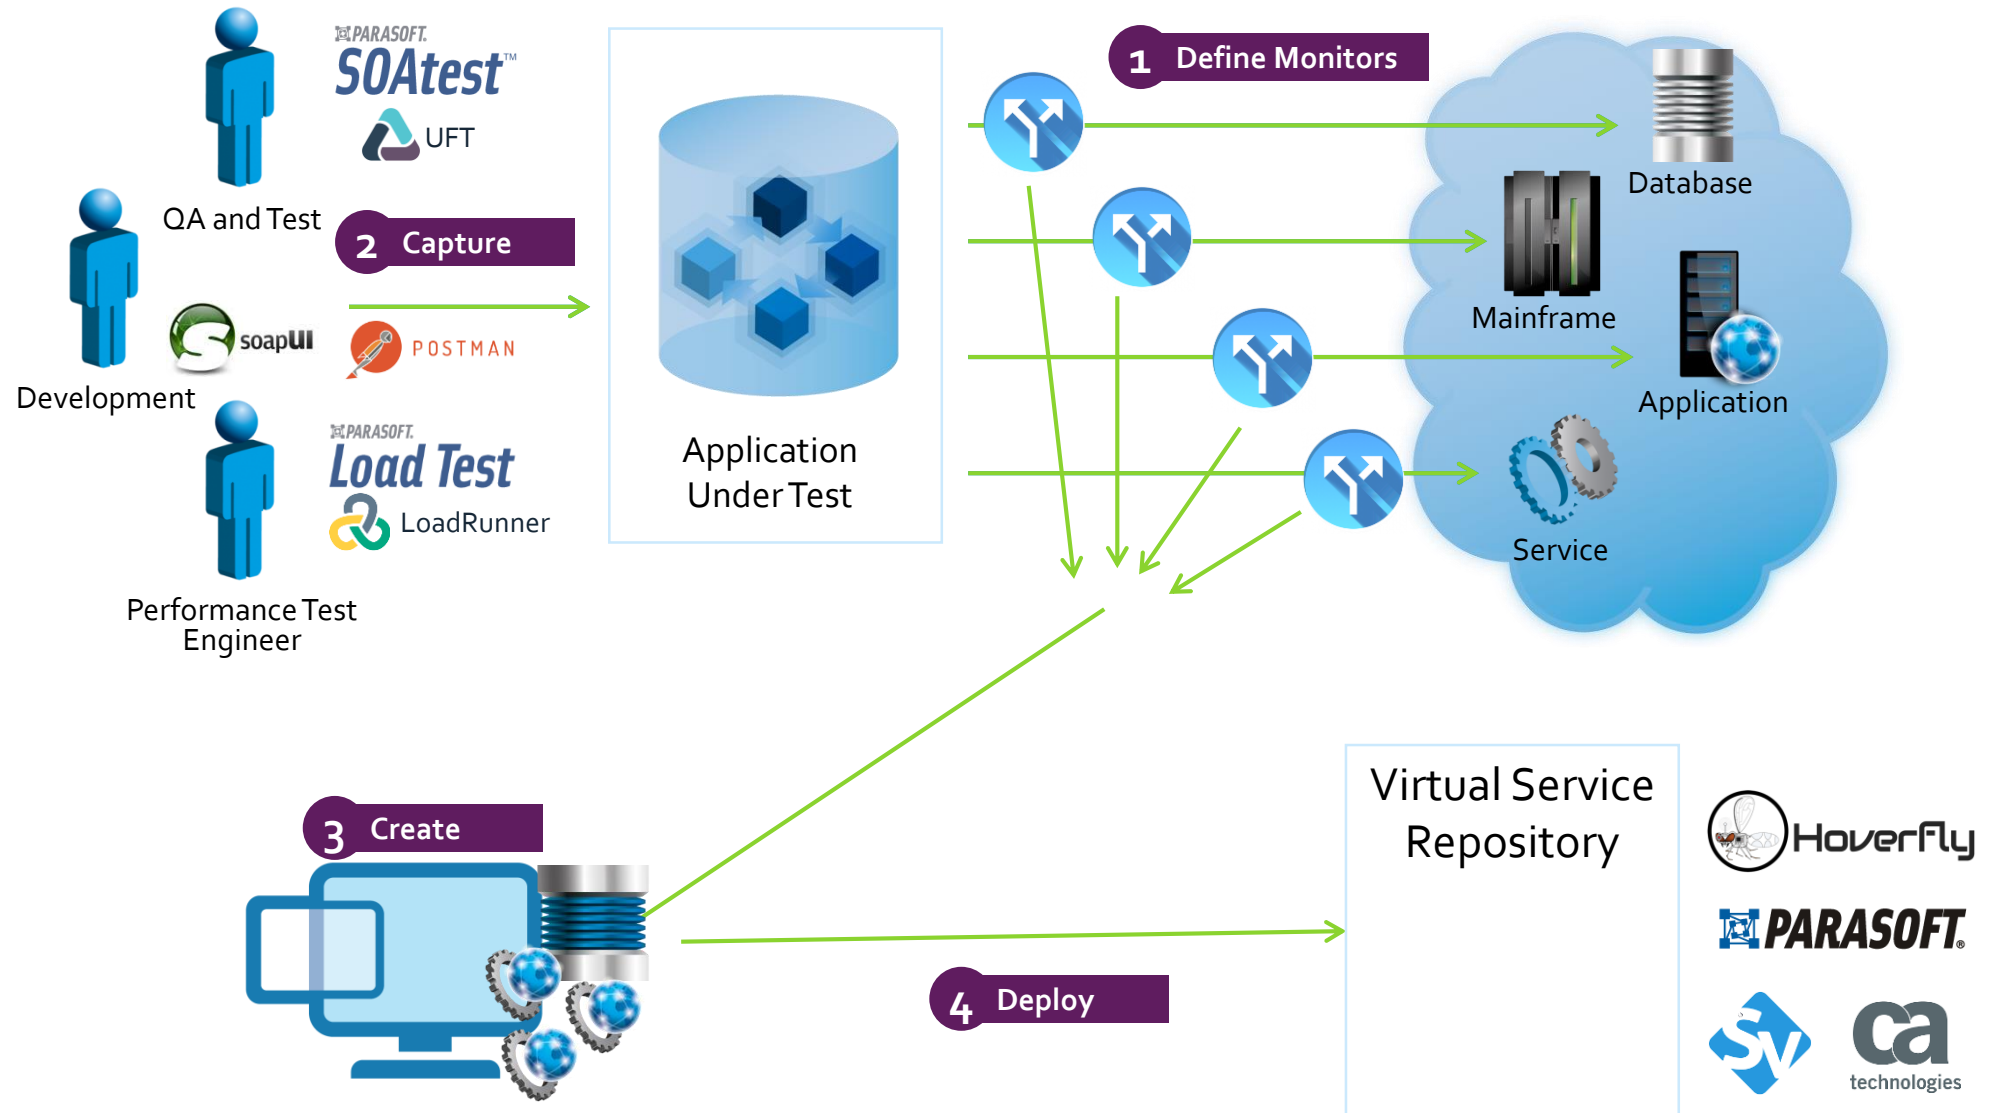 PARASOFT.
SOAtest™
UFT
QA and Test
2 Capture
Development
soapUI
POSTMAN
PARASOFT.
Load Test
LoadRunner
Performance Test
Engineer
Application
Under Test
1 Define Monitors
Database
Mainframe
Application
Service
3 Create
4 Deploy
Virtual Service
Repository
HoverFly
PARASOFT®
SV
ca
technologies